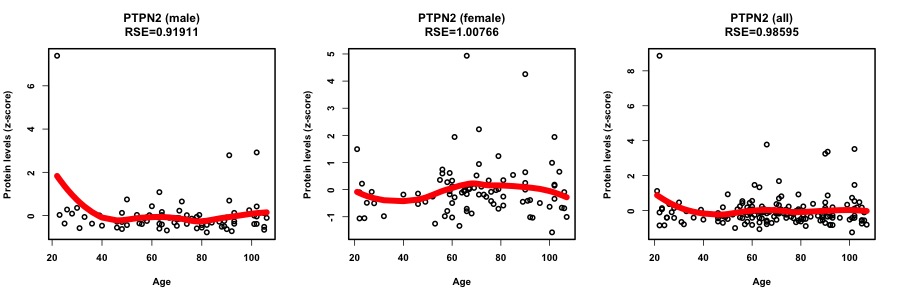 PTPN2 (male)
RSE=0.91911
Protein levels (z-score)
6
4
2
0
20 40 60 80 100
Age
PTPN2 (female)
RSE=1.00766
Protein levels (z-score)
5
4
3
2
1
0
-1
20 40 60 80 100
Age
PTPN2 (all)
RSE=0.98595
Protein levels (z-score)
8
6
4
2
0
20 40 60 80 100
Age